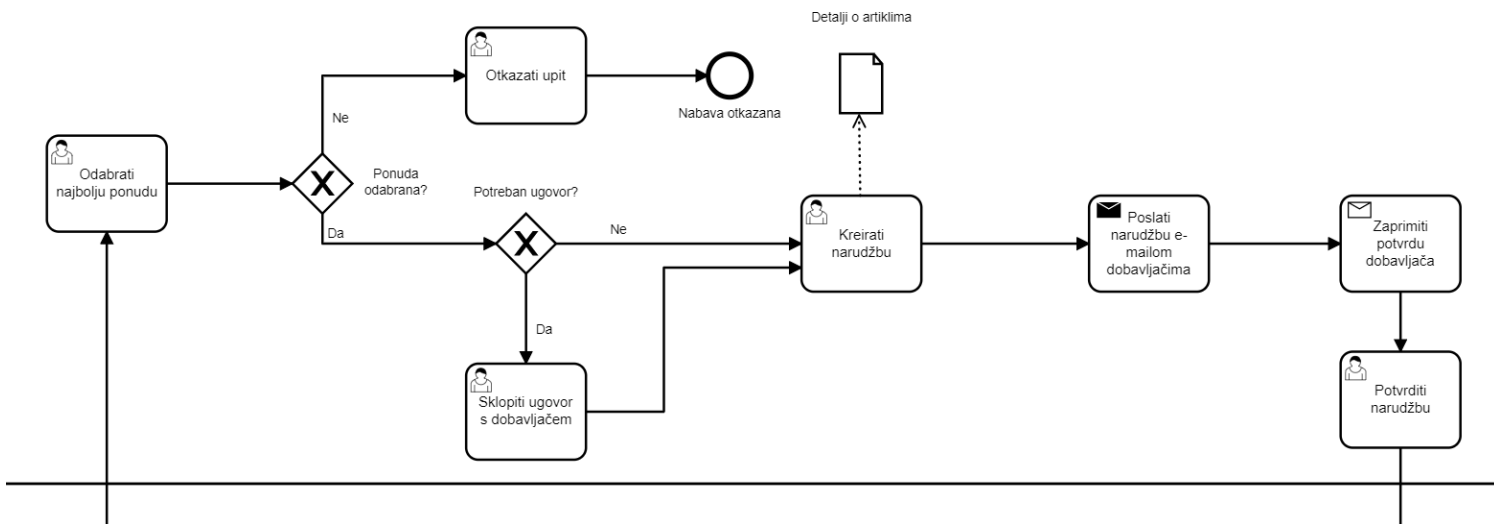 Detalji o artiklima
Otkazati upit
Nabava otkazana
Ne
Odabrati
najbolju ponudu
Ponuda
odabrana?
Potreban ugovor?
Da
Ne
Kreirati
narudžbu
Poslati
narudžbu e-
mailom
dobavljačima
Zaprimiti
potvrdu
dobavljača
Da
Sklopiti ugovor
s dobavljačem
Potvrditi
narudžbu